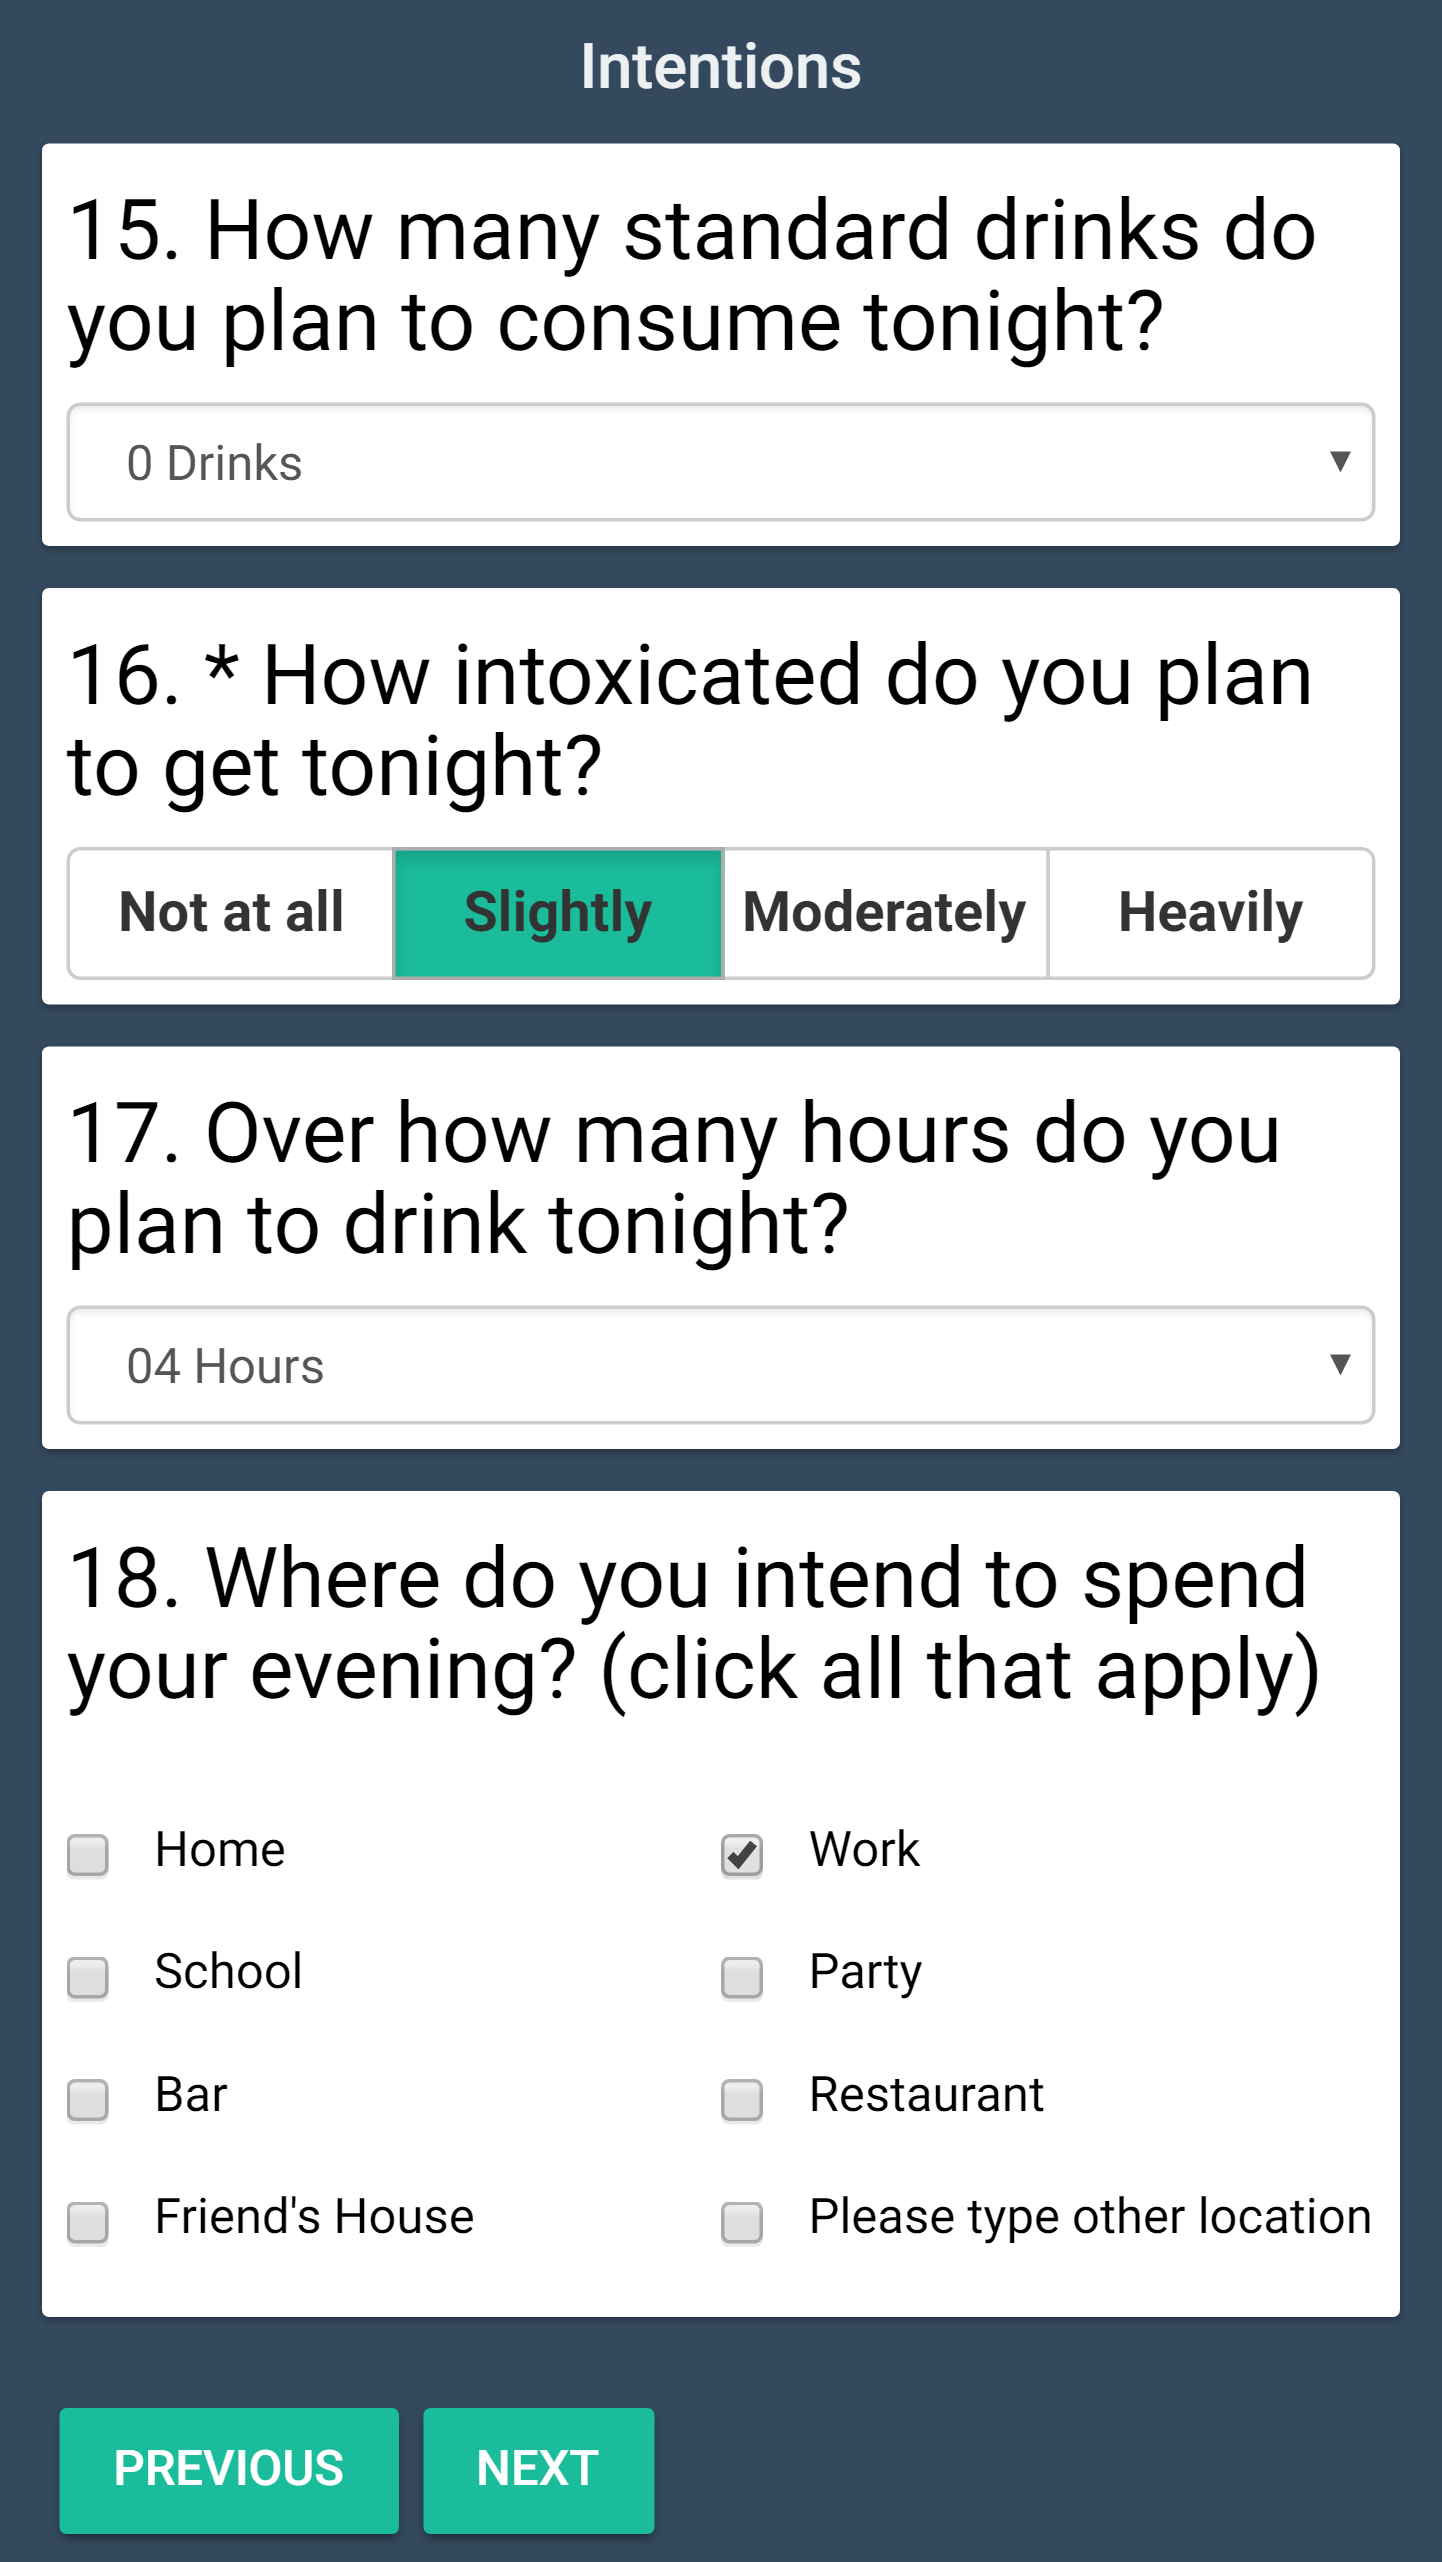 Intentions
15. How many standard drinks do
you plan to consume tonight?
0 Drinks
16. * How intoxicated do you plan
to get tonight?
Not at all Slightly Moderately Heavily
17. Over how many hours do you
plan to drink tonight?
04 Hours
18. Where do you intend to spend
your evening? (click all that apply)
Home Work
School Party
Bar Restaurant
Friend's House Please type other location
PREVIOUS NEXT